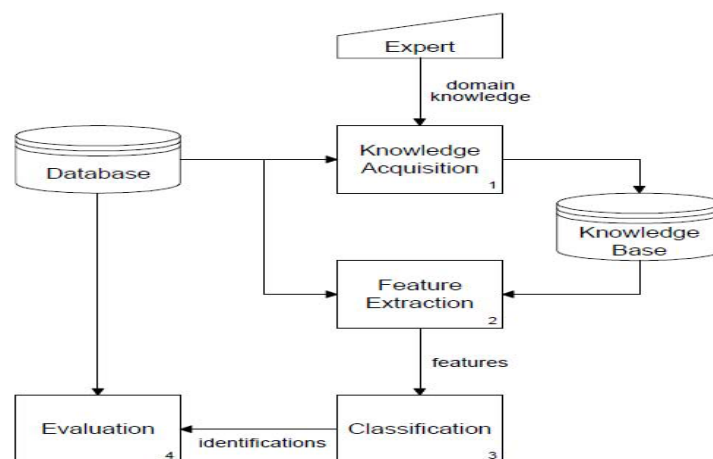 Expert
domain
knowledge
Database
Knowledge
Acquisition
1
Knowledge
Base
Feature
Extraction
2
features
Evaluation
4
identifications
Classification
3